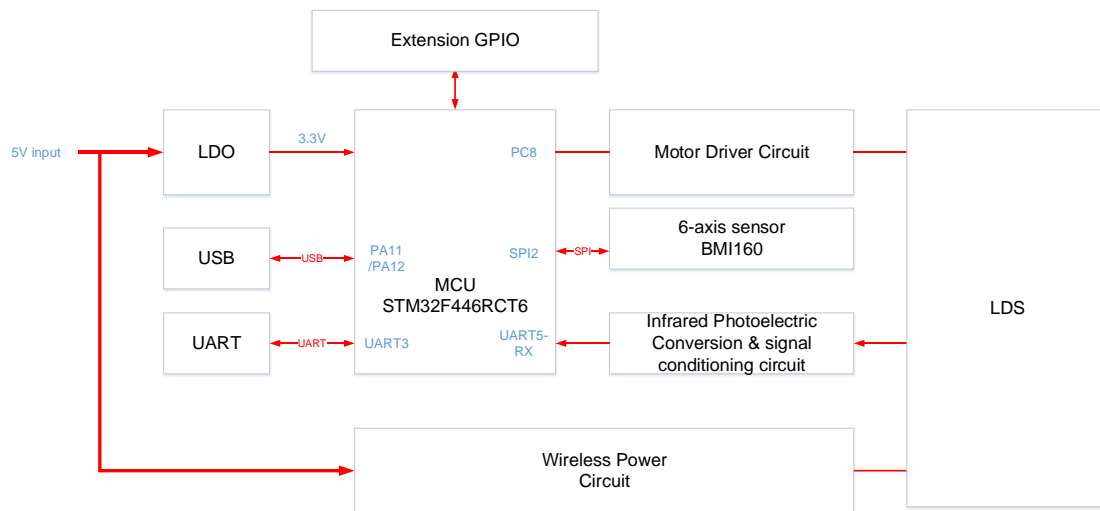 Extension GPIO
5V input
LDO
3.3V
PC8
Motor Driver Circuit
USB
USB
PA11
/PA12
SPI2
SPI
6-axis sensor
BMI160
MCU
STM32F446RCT6
LDS
UART
UART
UART3
UART5-
RX
Infrared Photoelectric
Conversion & signal
conditioning circuit
Wireless Power
Circuit